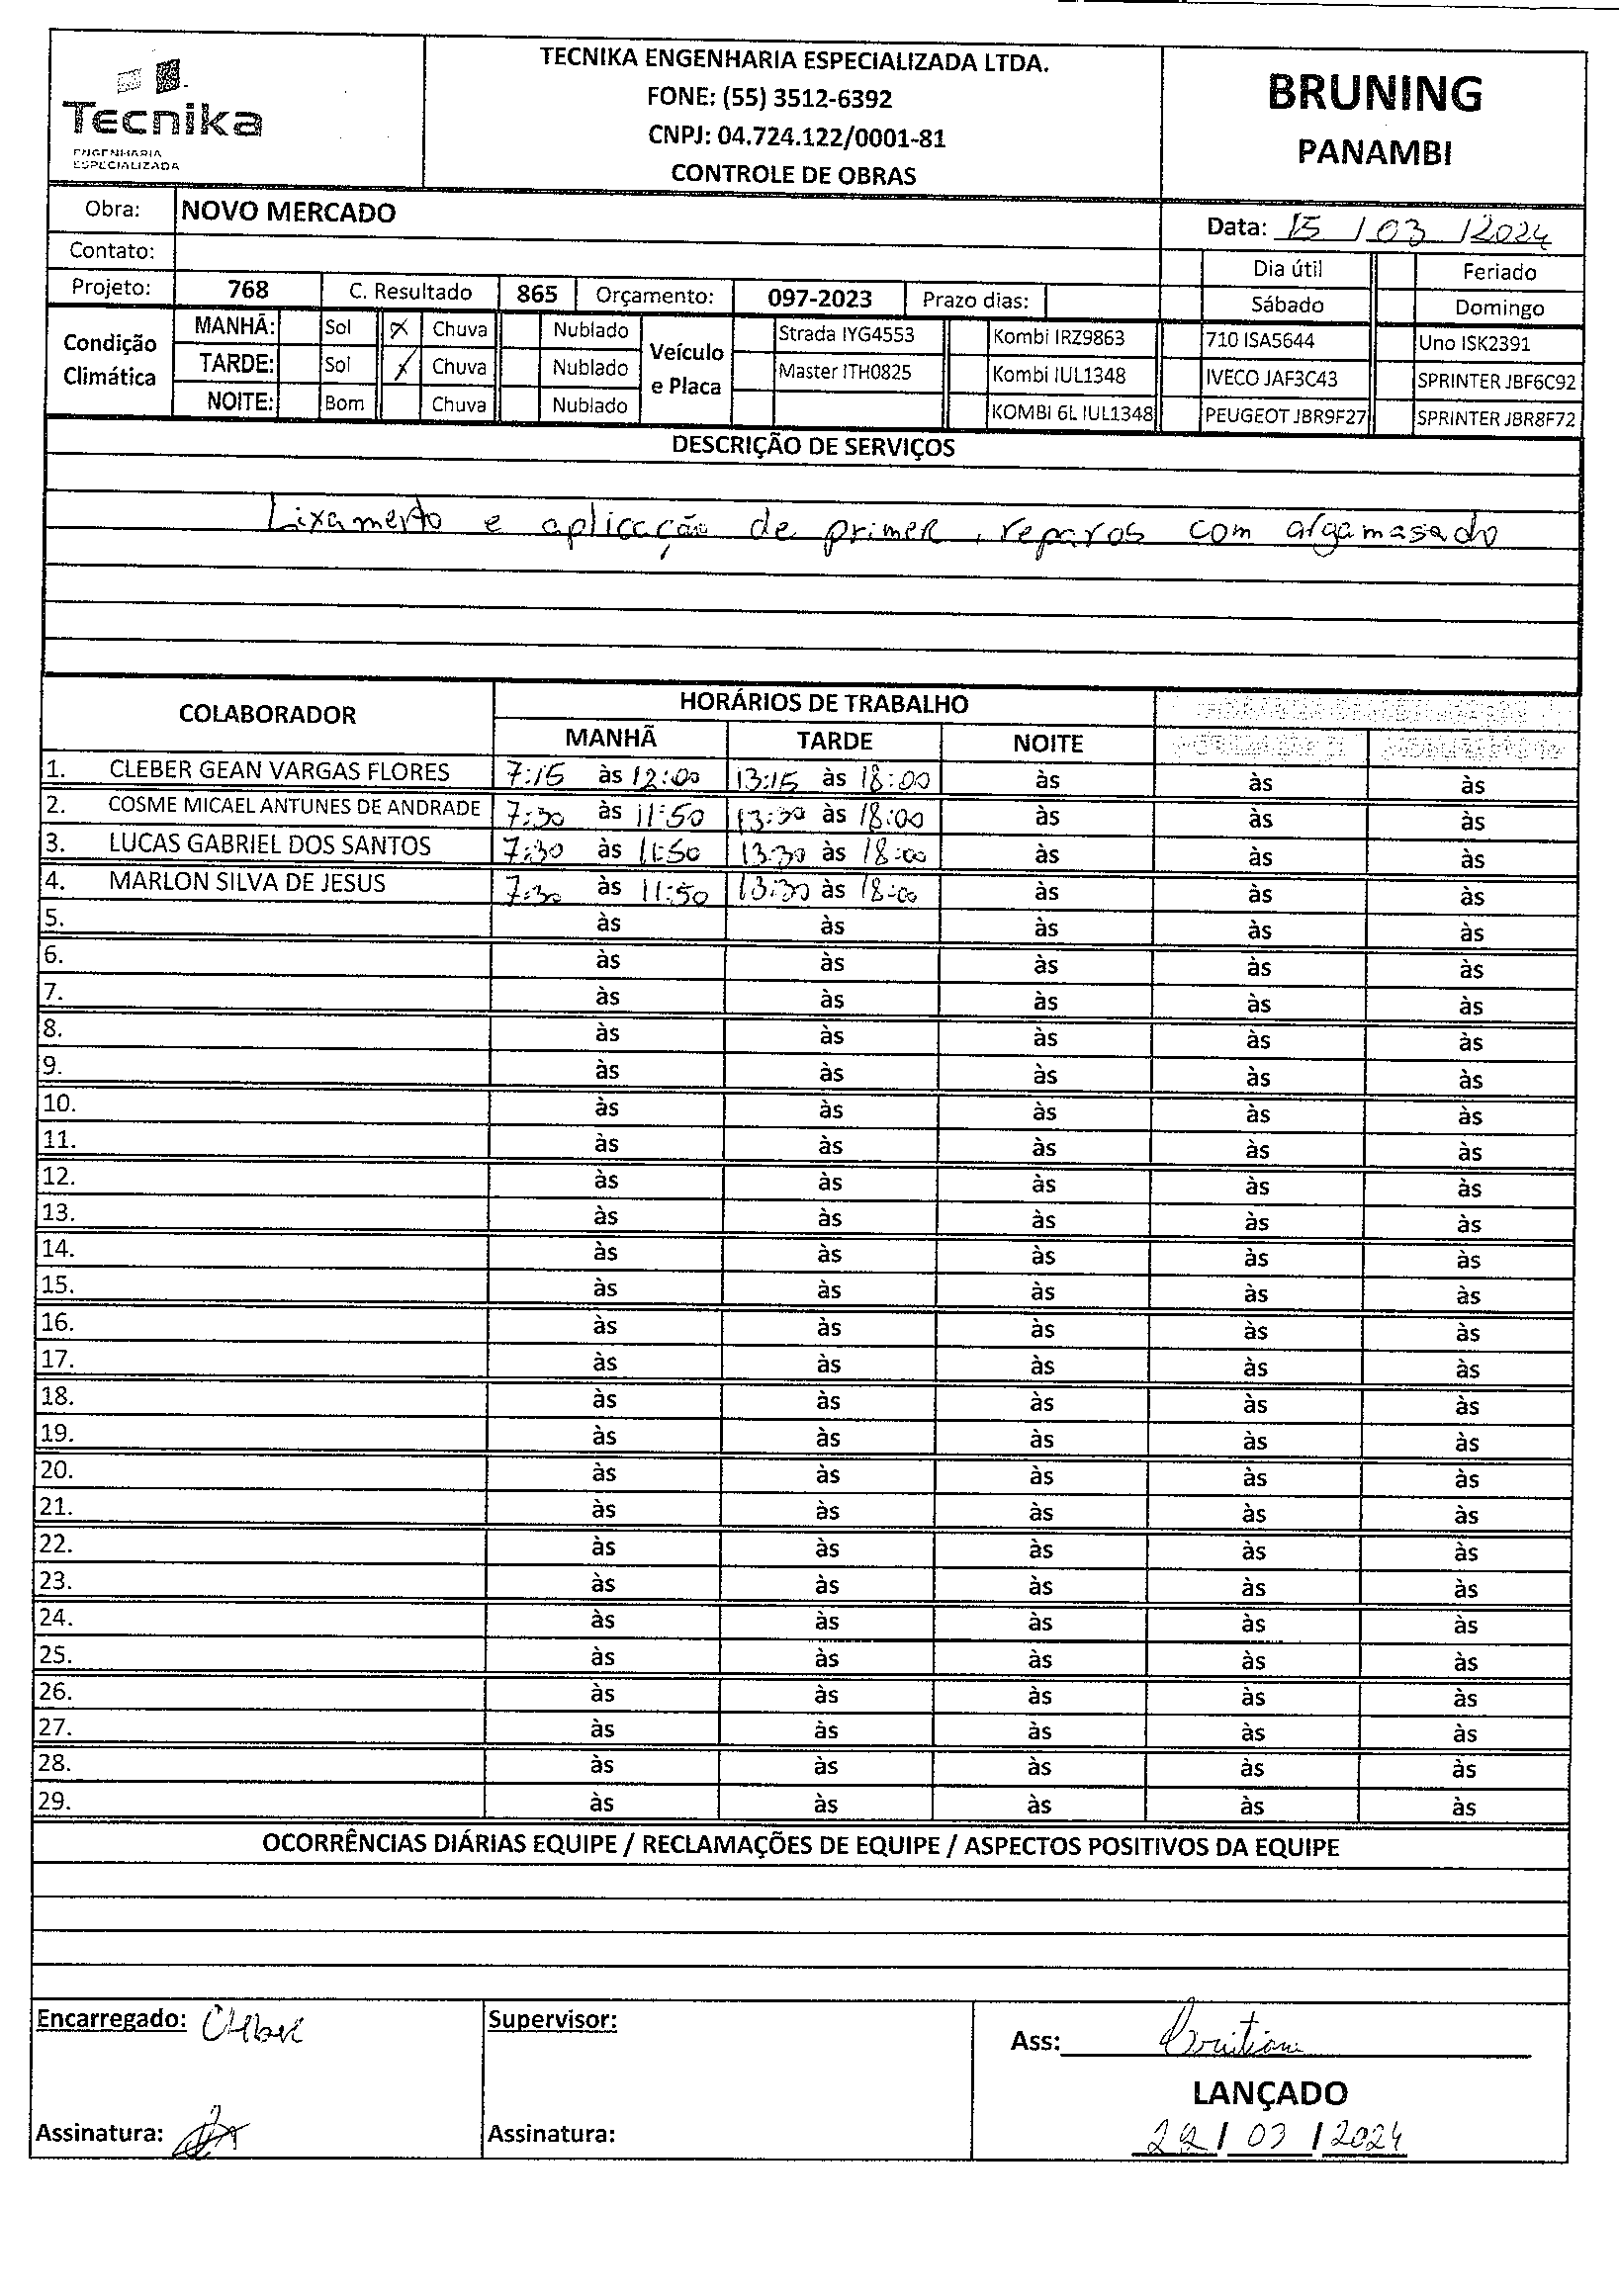 Tecnika
ENGENHARIA
ESPECIALIZADA
TECNIKA ENGENHARIA ESPECIALIZADA LTDA.
FONE: (55) 3512-6392
CNPJ: 04.724.122/0001-81
CONTROLE DE OBRAS
BRUNING
PANAMBI
Obra: NOVO MERCADO
Data: 15 / 03 / 2024
Contato:
Dia útil Feriado
Projeto: 768 C. Resultado 865 Orçamento: 097-2023 Prazo dias:
Sábado Domingo
Condição Climática
MANHÃ: Sol x Chuva Nublado
TARDE: Sol x Chuva Nublado
NOITE: Bom Chuva Nublado
Veículo e Placa
Strada IYG4553 Kombi IRZ9863 710 ISA5644 Uno ISK2391
Master ITH0825 Kombi IUL1348 IVECO JAF3C43 SPRINTER JBF6C92
KOMBI 6L IUL1348 PEUGEOT JBR9F27 SPRINTER JBR8F72
DESCRIÇÃO DE SERVIÇOS
Lixamento e aplicação de primer, reparos com argamasado
COLABORADOR HORÁRIOS DE TRABALHO
MANHÃ TARDE NOITE
1. CLEBER GEAN VARGAS FLORES 7:15 às 12:00 13:15 às 18:00 às às às
2. COSME MICAEL ANTUNES DE ANDRADE 7:30 às 11:50 13:30 às 18:00 às às às
3. LUCAS GABRIEL DOS SANTOS 7:30 às 11:50 13:30 às 18:00 às às às
4. MARLON SILVA DE JESUS 7:30 às 11:50 13:30 às 18:00 às às às
5. às às às às às
6. às às às às às
7. às às às às às
8. às às às às às
9. às às às às às
10. às às às às às
11. às às às às às
12. às às às às às
13. às às às às às
14. às às às às às
15. às às às às às
16. às às às às às
17. às às às às às
18. às às às às às
19. às às às às às
20. às às às às às
21. às às às às às
22. às às às às às
23. às às às às às
24. às às às às às
25. às às às às às
26. às às às às às
27. às às às às às
28. às às às às às
29. às às às às às
OCORRÊNCIAS DIÁRIAS EQUIPE / RECLAMAÇÕES DE EQUIPE / ASPECTOS POSITIVOS DA EQUIPE
Encarregado: Cleber
Supervisor:
Ass:
LANÇADO
Assinatura:
Assinatura:
22 / 03 / 2024